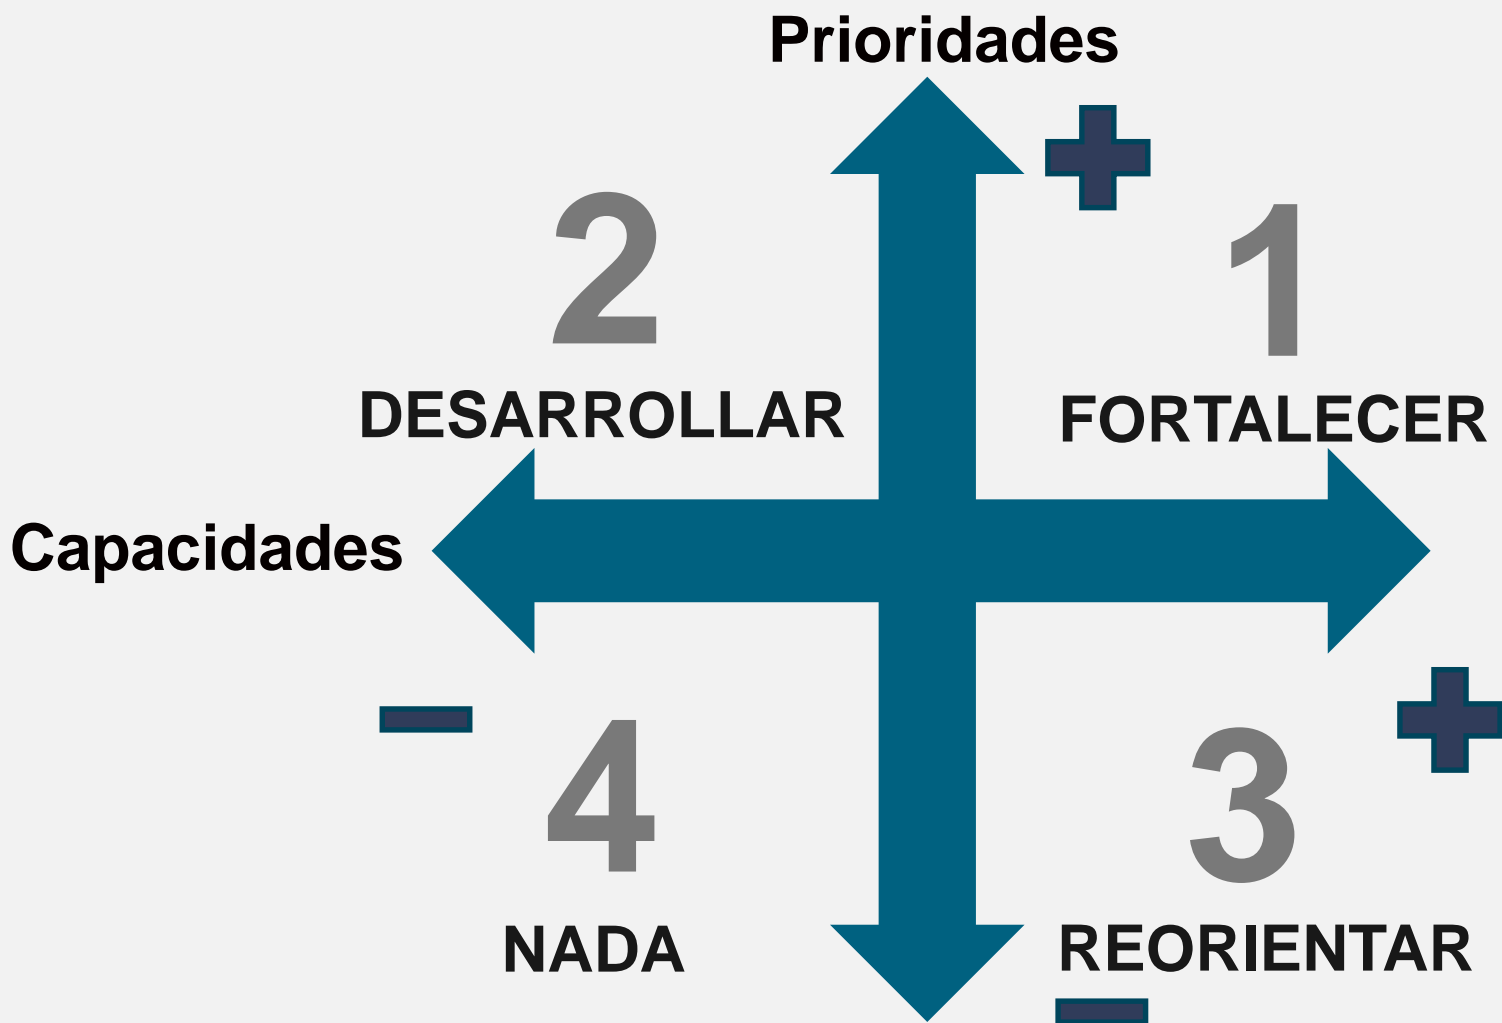 Prioridades
2
1
DESARROLLAR
FORTALECER
Capacidades
4
3
NADA
REORIENTAR